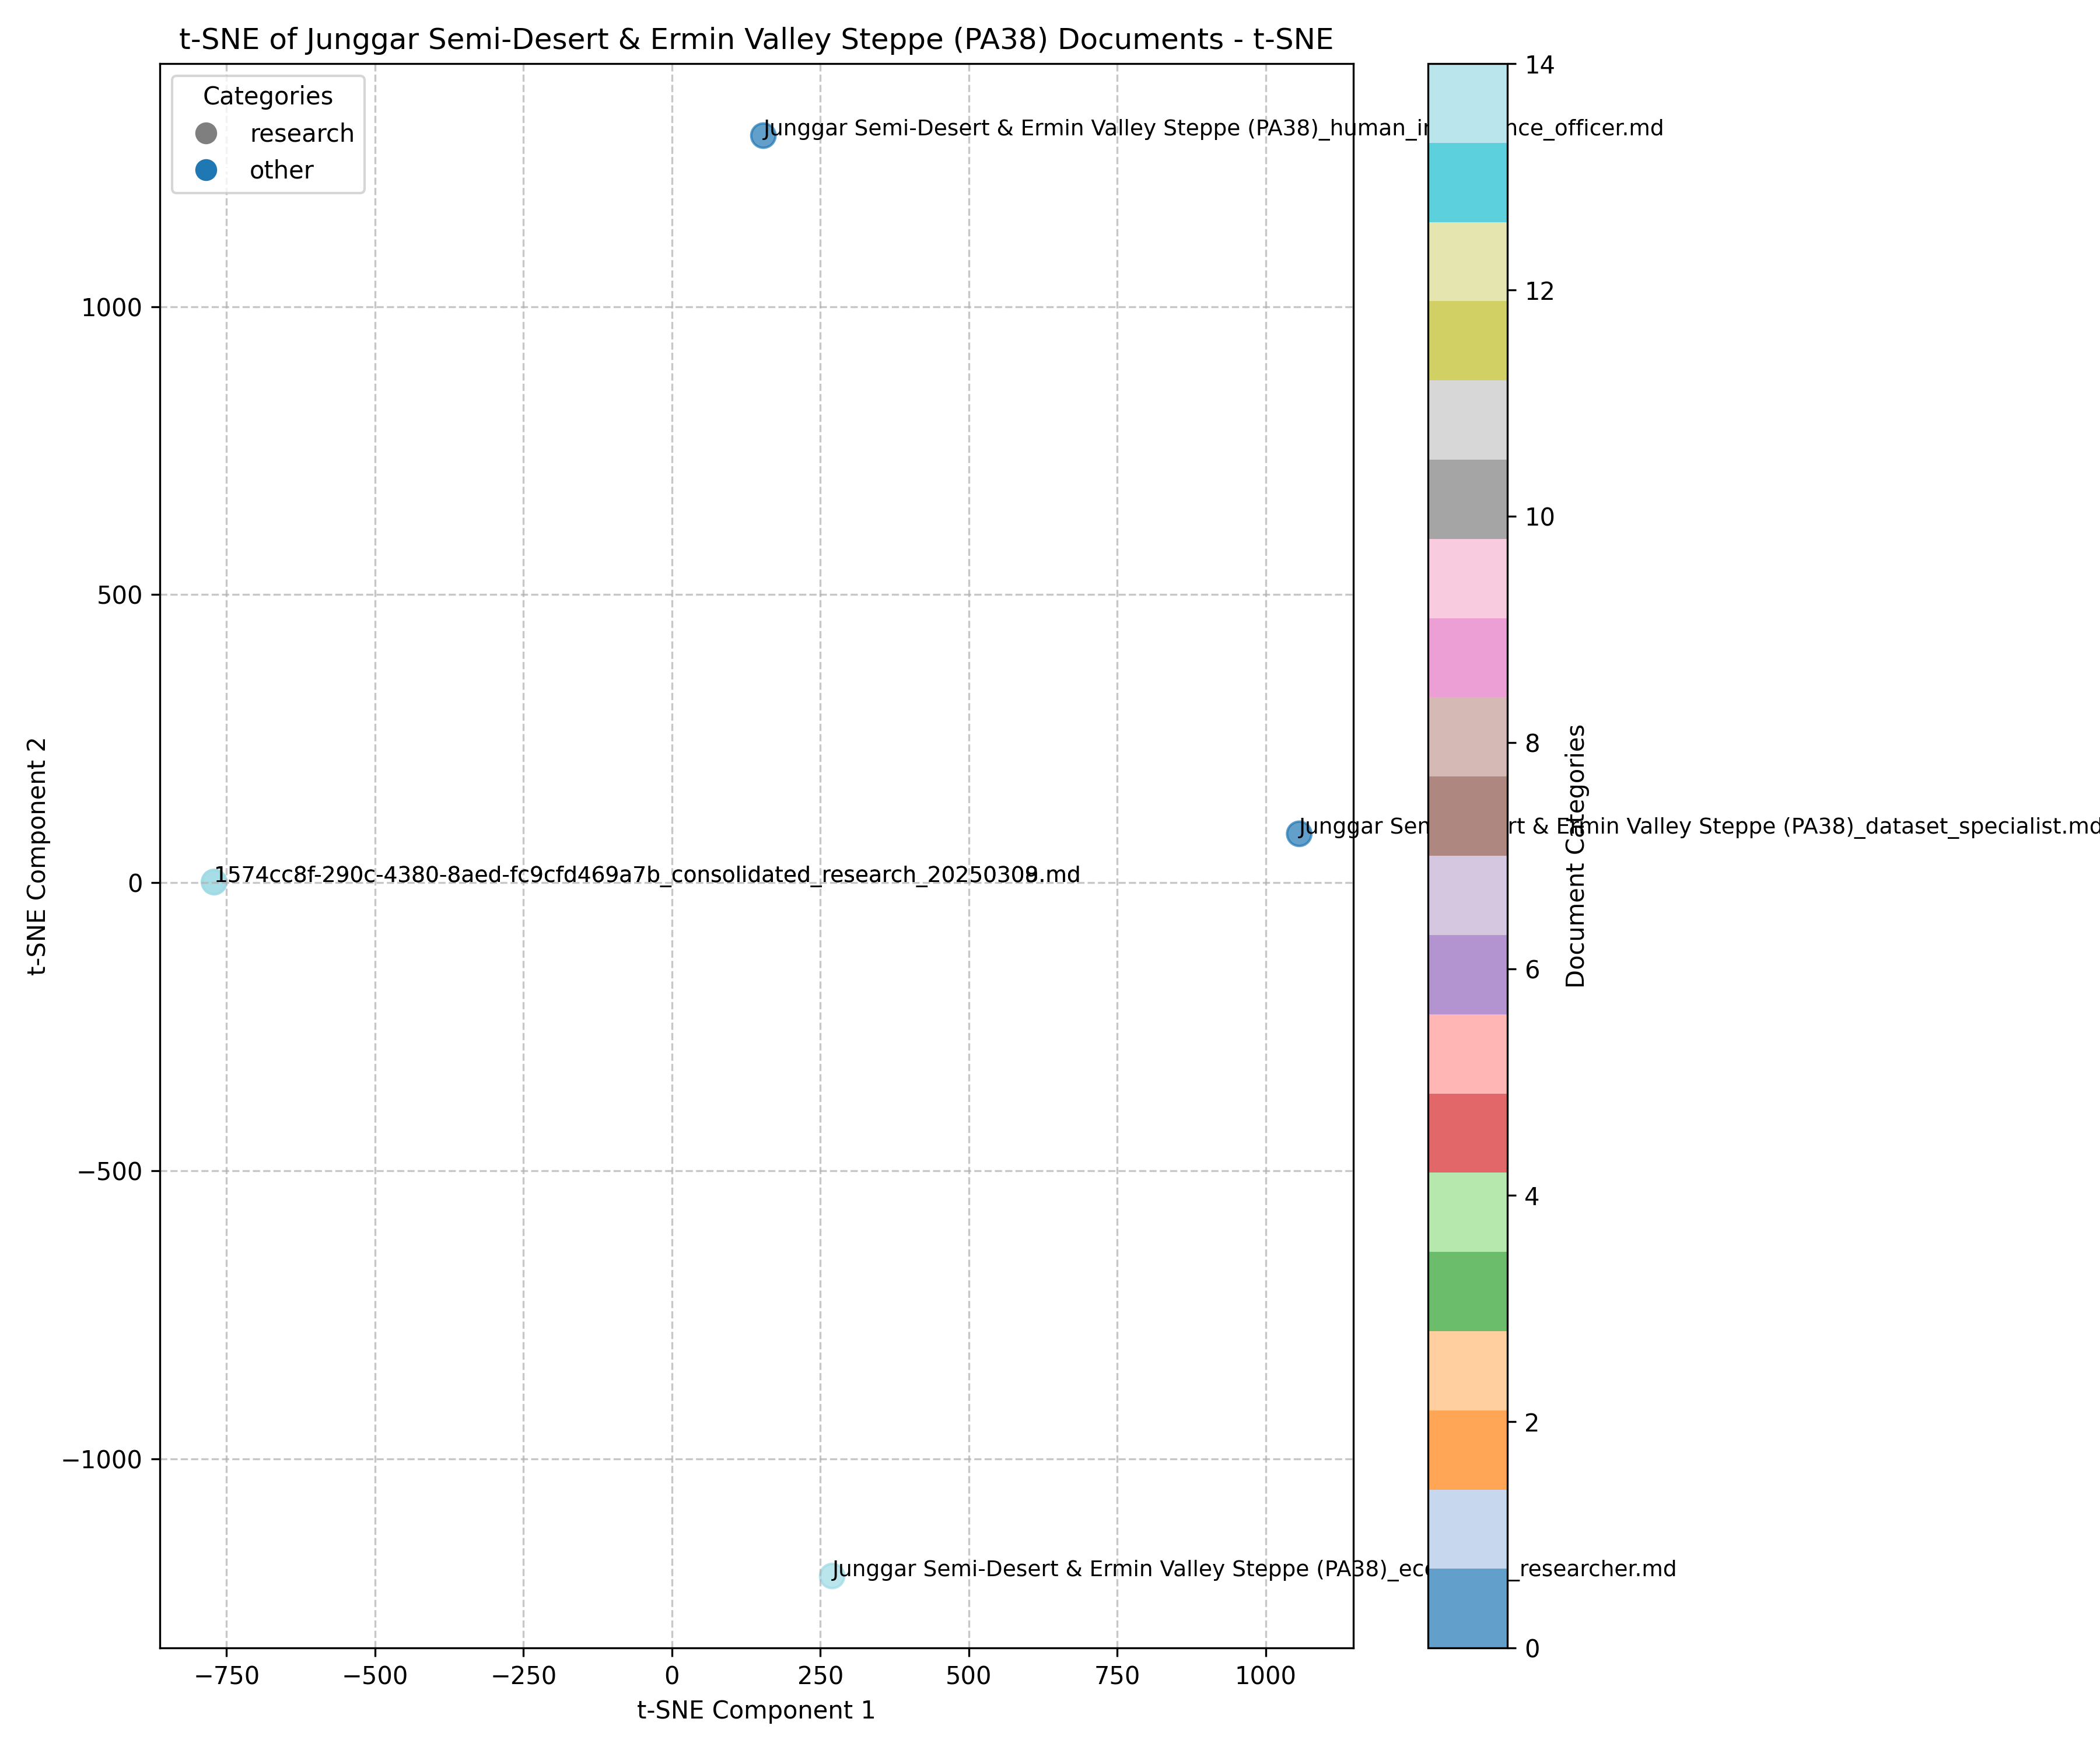 t-SNE of Junggar Semi-Desert & Ermin Valley Steppe (PA38) Documents - t-SNE
Categories
research
other
Junggar Semi-Desert & Ermin Valley Steppe (PA38)_human_in nce_officer.md
Junggar Sen rt & Ermin Valley Steppe (PA38)_dataset_specialist.md
1574cc8f-290c-4380-8aed-fc9cfd469a7b_consolidated_research_2025030 .md
Junggar Semi-Desert & Ermin Valley Steppe (PA38)_ec _researcher.md
1000
500
0
−500
−1000
t-SNE Component 2
−750
−500
−250
0
250
500
750
1000
t-SNE Component 1
14
12
10
8
6
4
2
0
Document Categories